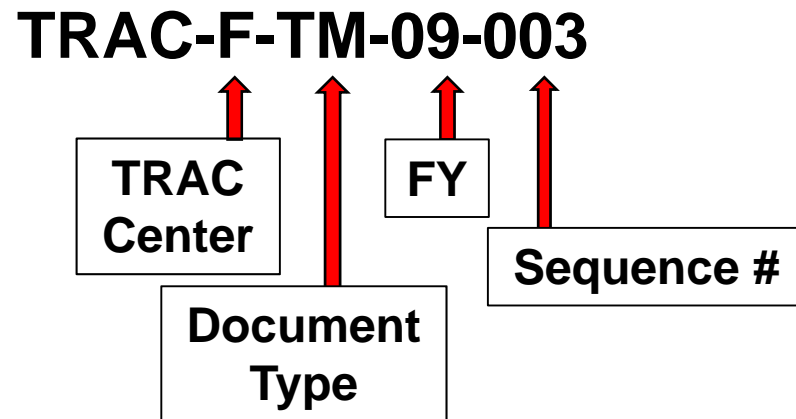 TRAC-F-TM-09-003
TRAC
Center
FY
Sequence #
Document
Type